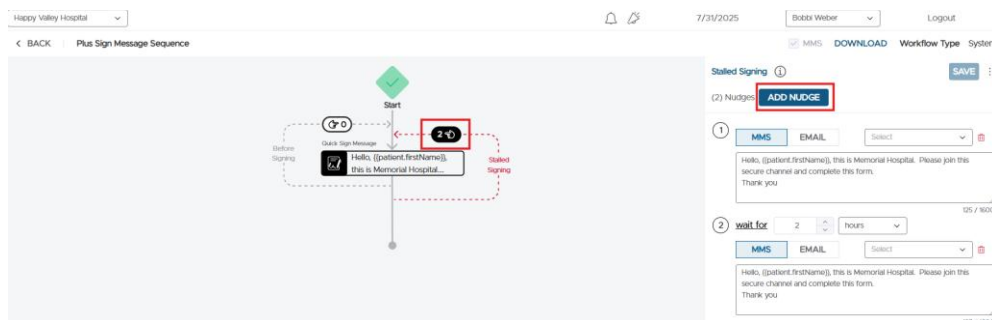 Happy Valley Hospital
7/31/2025
Bobbi Weber
Logout
< BACK
Plus Sign Message Sequence
MMS
DOWNLOAD
Workflow Type
System
Start
0
2
Before
Signing
Quick Sign Message
Hello, {{patient.firstName}},
this is Memorial Hospital...
Stalled
Signing
Stalled Signing
SAVE
(2) Nudges
ADD NUDGE
1
MMS
EMAIL
Select
Hello, {{patient.firstName}}, this is Memorial Hospital. Please join this
secure channel and complete this form.
Thank you
125 / 1600
2
wait for
2
hours
MMS
EMAIL
Select
Hello, {{patient.firstName}}, this is Memorial Hospital. Please join this
secure channel and complete this form.
Thank you